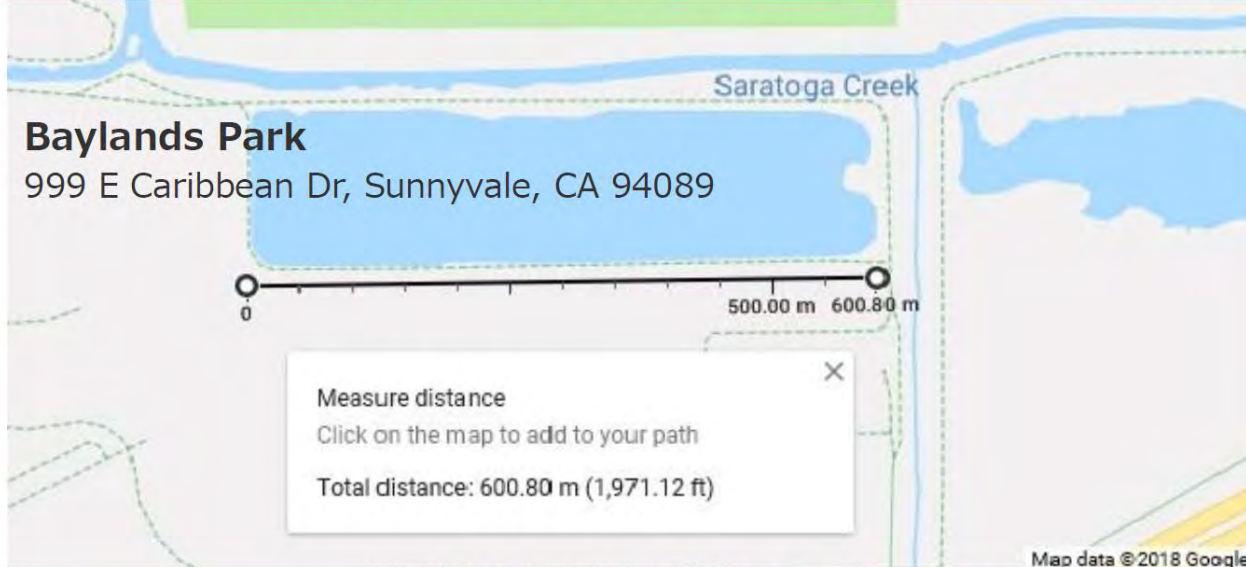 Saratoga Creek
Baylands Park
999 E Caribbean Dr, Sunnyvale, CA 94089
0
500.00 m
600.80 m
Measure distance
Click on the map to add to your path
Total distance: 600.80 m (1,971.12 ft)
Map data ©2018 Google